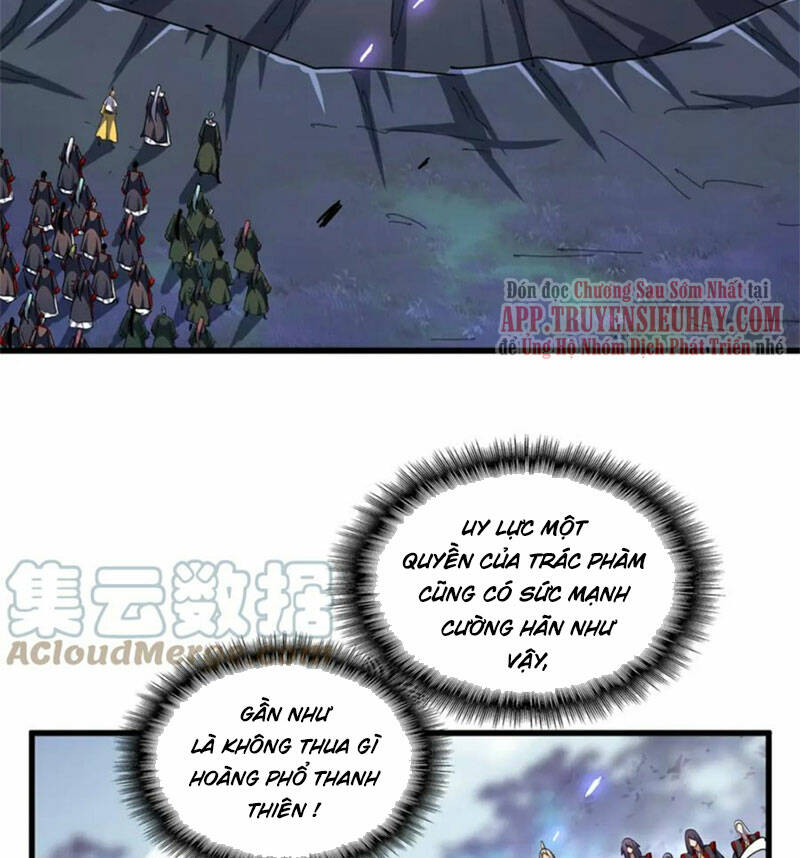 Đón đọc Chương Sau Sớm Nhất tại
APP.TRUYENSIEUHAY.COM
để Ủng Hộ Nhóm Dịch Phát Triển nhé
UY LỰC MỘT
QUYỀN CỦA TRÁC PHÀM
CŨNG CÓ SỨC MẠNH
CƯỜNG HÃN NHƯ
VẬY,
集云数据
ACloudMerge
GẦN NHƯ
LÀ KHÔNG THUA GÌ
HOÀNG PHỔ THANH
THIÊN !